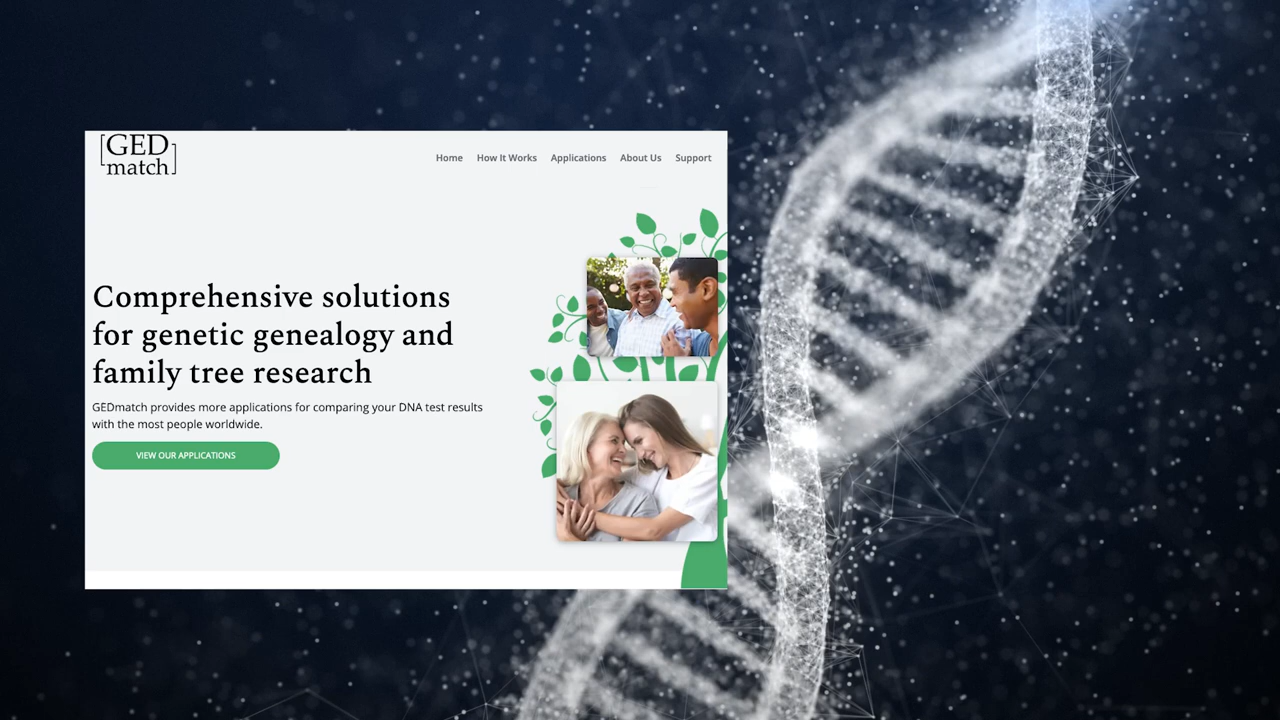 [GED
match]
Home How It Works Applications About Us Support
Comprehensive solutions
for genetic genealogy and
family tree research
GEDmatch provides more applications for comparing your DNA test results
with the most people worldwide.
VIEW OUR APPLICATIONS